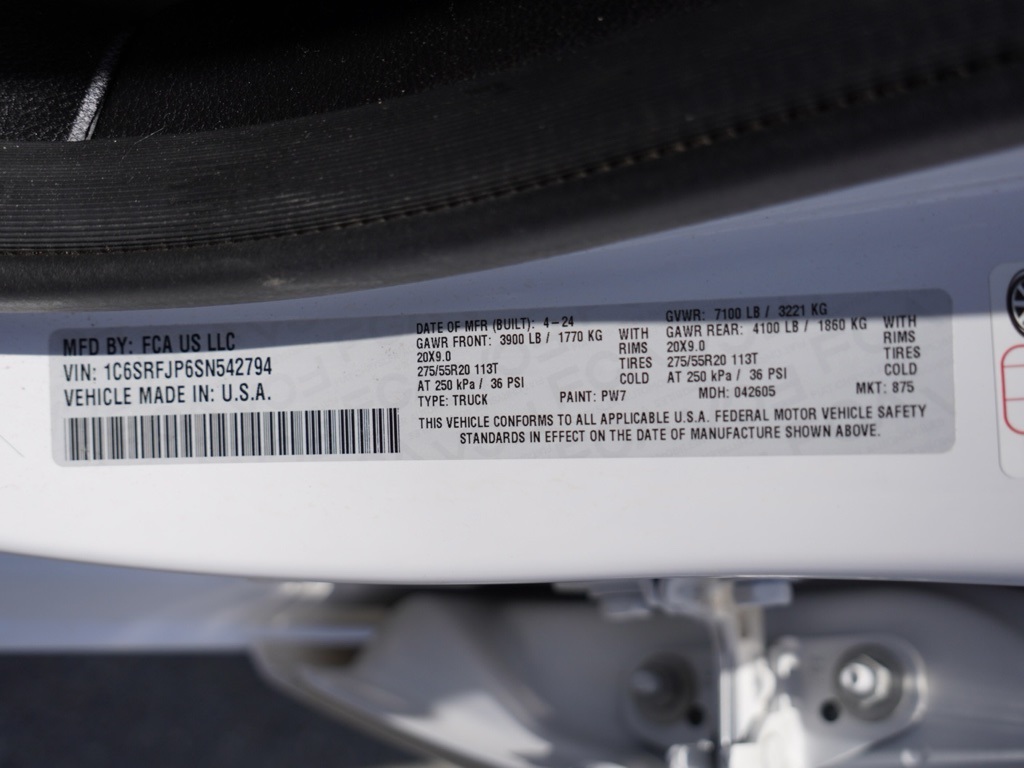 MFD BY: FCA US LLC
VIN: 1C6SRFJP6SN542794
VEHICLE MADE IN: U.S.A.
DATE OF MFR (BUILT): 4-24 GVWR: 7100 LB / 3221 KG
GAWR FRONT: 3900 LB / 1770 KG WITH GAWR REAR: 4100 LB / 1860 KG WITH
20X9.0 RIMS 20X9.0 RIMS
275/55R20 113T TIRES 275/55R20 113T TIRES
AT 250 kPa / 36 PSI COLD AT 250 kPa / 36 PSI COLD
TYPE: TRUCK PAINT: PW7 MDH: 042605 MKT: 875
THIS VEHICLE CONFORMS TO ALL APPLICABLE U.S.A. FEDERAL MOTOR VEHICLE SAFETY
STANDARDS IN EFFECT ON THE DATE OF MANUFACTURE SHOWN ABOVE.